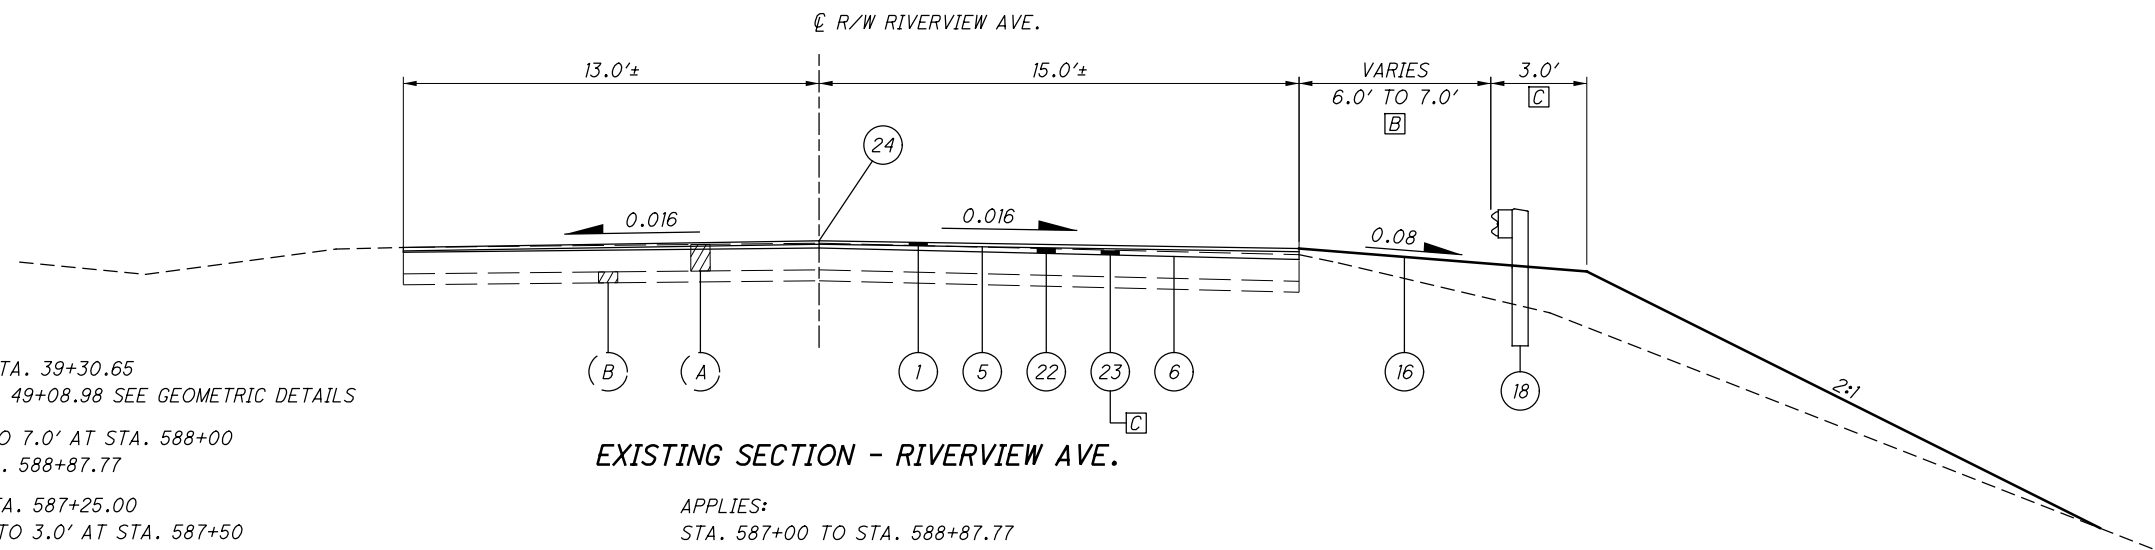 ℄ R/W RIVERVIEW AVE.
13.0'±
15.0'±
VARIES
6.0' TO 7.0'
B
3.0'
C
24
0.016
0.016
0.08
B
A
1
5
22
23
6
16
18
C
2:1
TA. 39+30.65
49+08.98 SEE GEOMETRIC DETAILS
O 7.0' AT STA. 588+00
. 588+87.77
TA. 587+25.00
TO 3.0' AT STA. 587+50
EXISTING SECTION - RIVERVIEW AVE.
APPLIES:
STA. 587+00 TO STA. 588+87.77